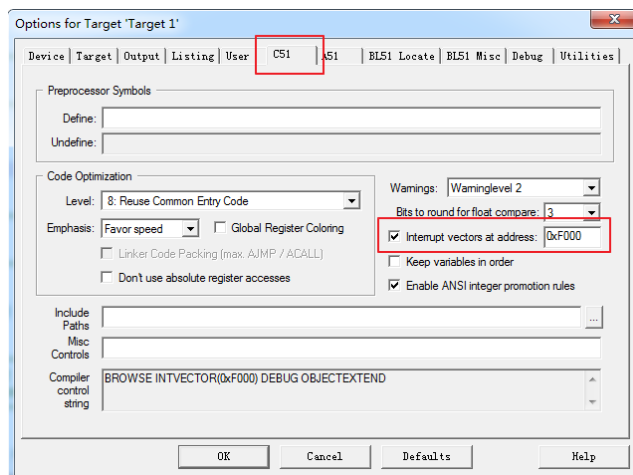 Options for Target 'Target 1'
Device Target Output Listing User C51 A51 BL51 Locate BL51 Misc Debug Utilities
Preprocessor Symbols
Define:
Undefine:
Code Optimization
Level: 8: Reuse Common Entry Code
Emphasis: Favor speed Global Register Coloring
Linker Code Packing (max. AJMP / ACALL)
Don't use absolute register accesses
Warnings: Warninglevel 2
Bits to round for float compare: 3
Interrupt vectors at address: 0xF000
Keep variables in order
Enable ANSI integer promotion rules
Include Paths
...
Misc Controls
Compiler control string
BROWSE INTVECTOR(0xF000) DEBUG OBJECTEXTEND
OK Cancel Defaults Help